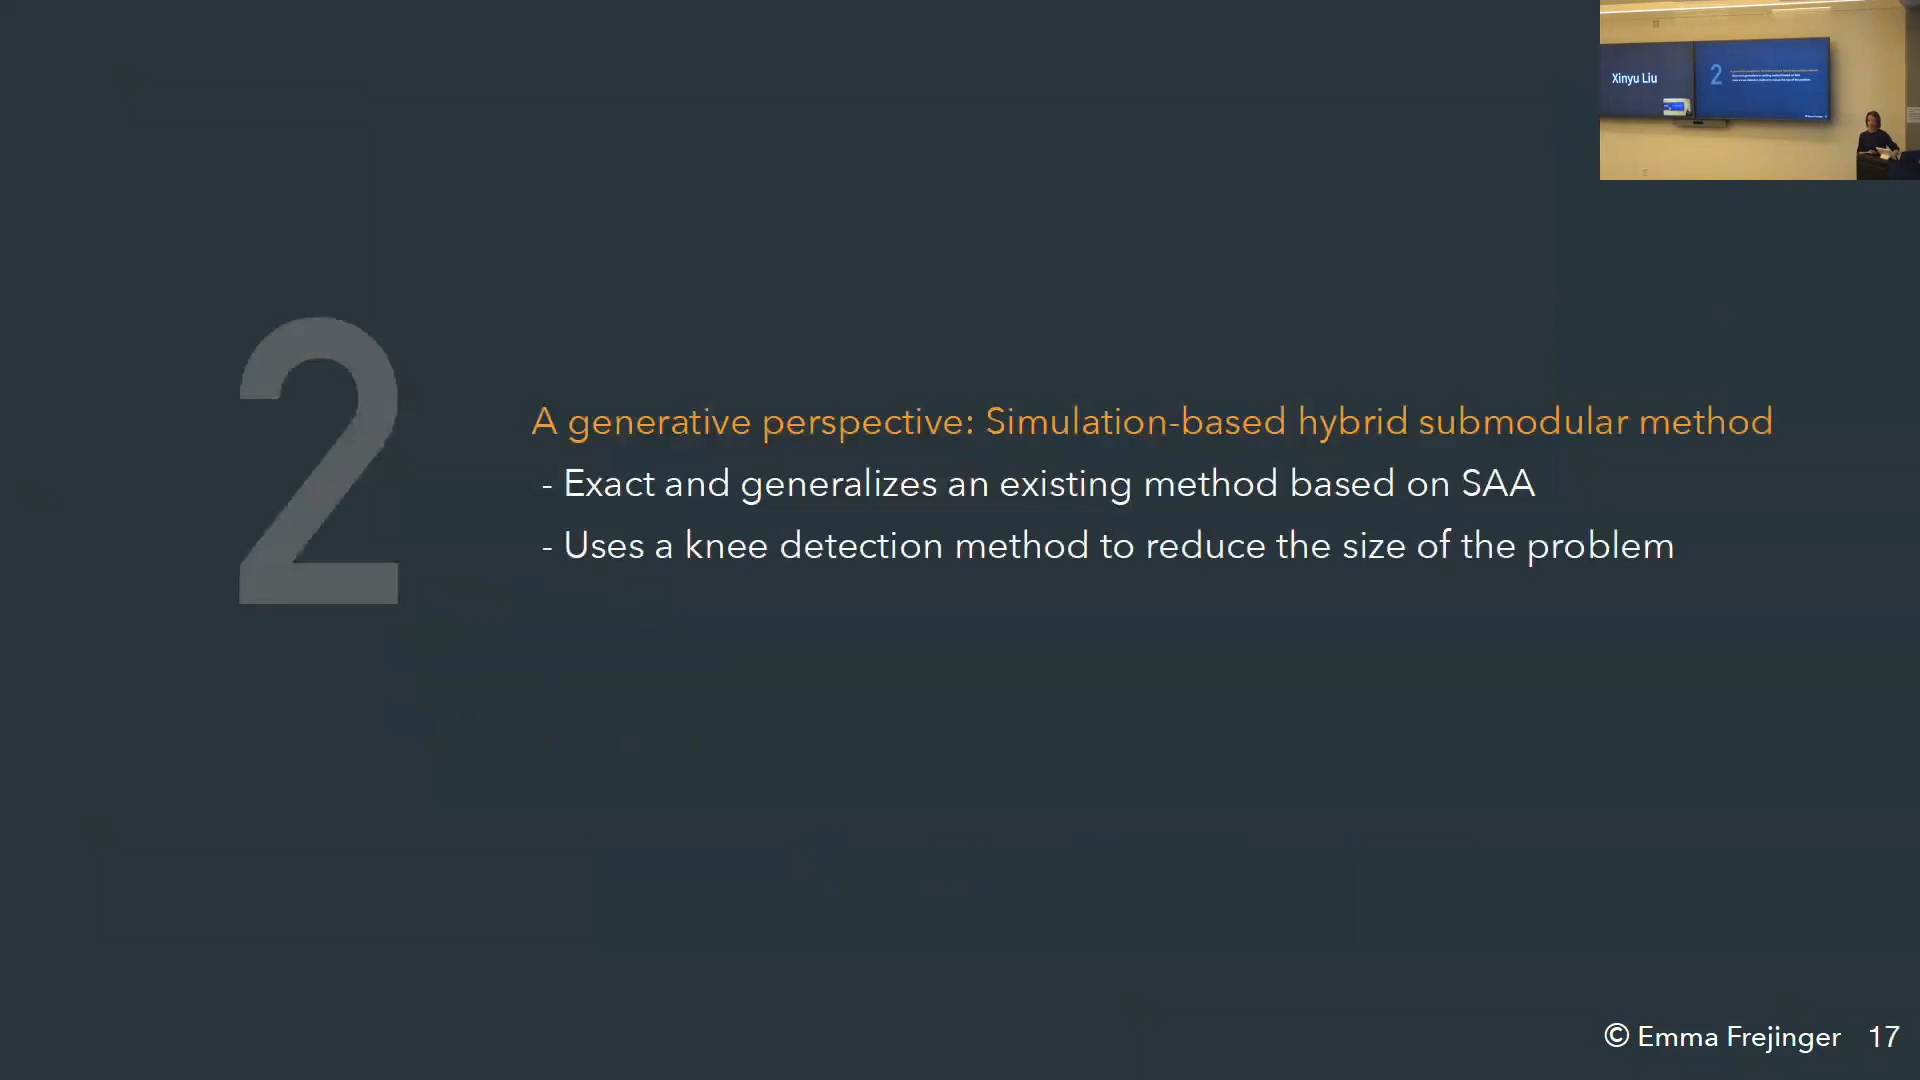 Xinyu Liu
2
2
A generative perspective: Simulation-based hybrid submodular method
- Exact and generalizes an existing method based on SAA
- Uses a knee detection method to reduce the size of the problem
© Emma Frejinger 17